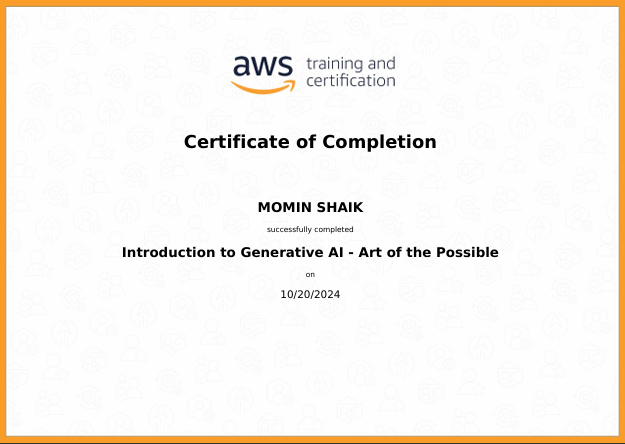 aws training and
certification
Certificate of Completion
MOMIN SHAIK
successfully completed
Introduction to Generative AI - Art of the Possible
on
10/20/2024